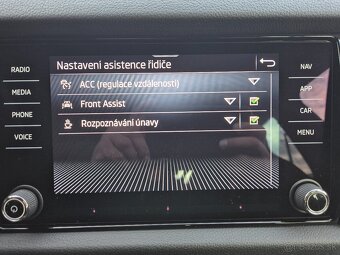 Nastavení asistence řidiče
ACC (regulace vzdálenosti)
Front Assist
Rozpoznávání únavy
RADIO
MEDIA
PHONE
VOICE
NAV
APP
CAR
MENU